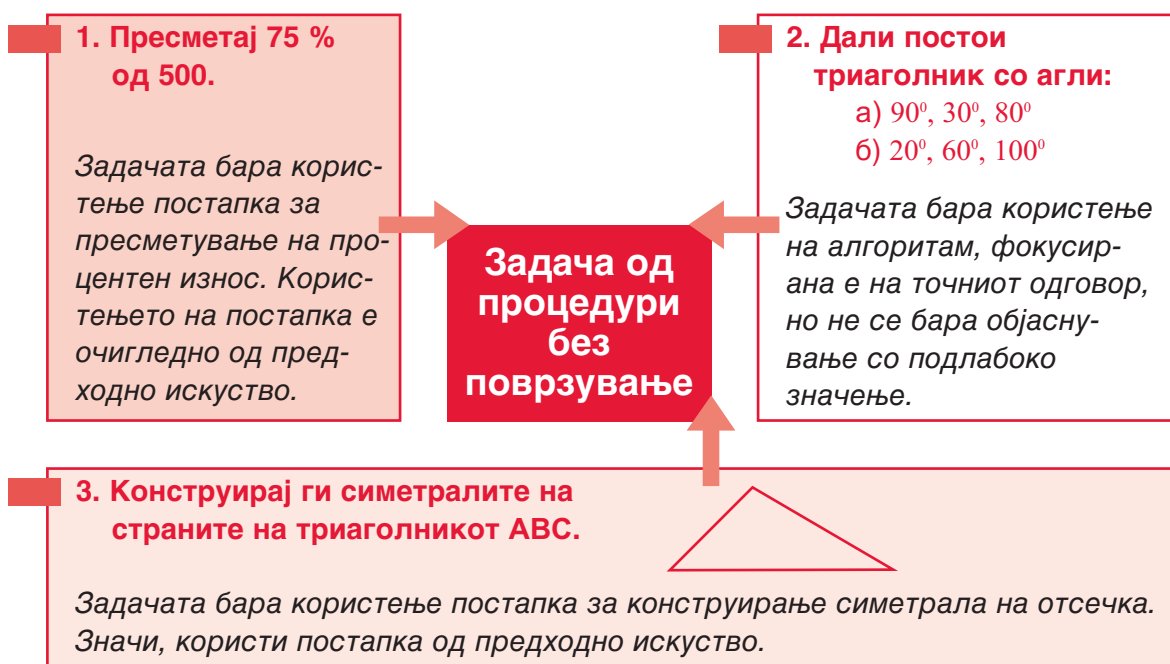 1. Пресметај 75 %
од 500.
Задачата бара корис-
тење постапка за
пресметување на про-
центен износ. Корис-
тењето на постапка е
очигледно од пред-
ходно искуство.
2. Дали постои
триаголник со агли:
а) 90⁰, 30⁰, 80⁰
б) 20⁰, 60⁰, 100⁰
Задачата бара користење
на алгоритам, фокусир-
ана е на точниот одговор,
но не се бара објасну-
вање со подлабоко
значење.
Задача од
процедури
без
поврзување
3. Конструирај ги симетралите на
страните на триаголникот ABC.
Задачата бара користење постапка за конструирање симетрала на отсечка.
Значи, користи постапка од предходно искуство.